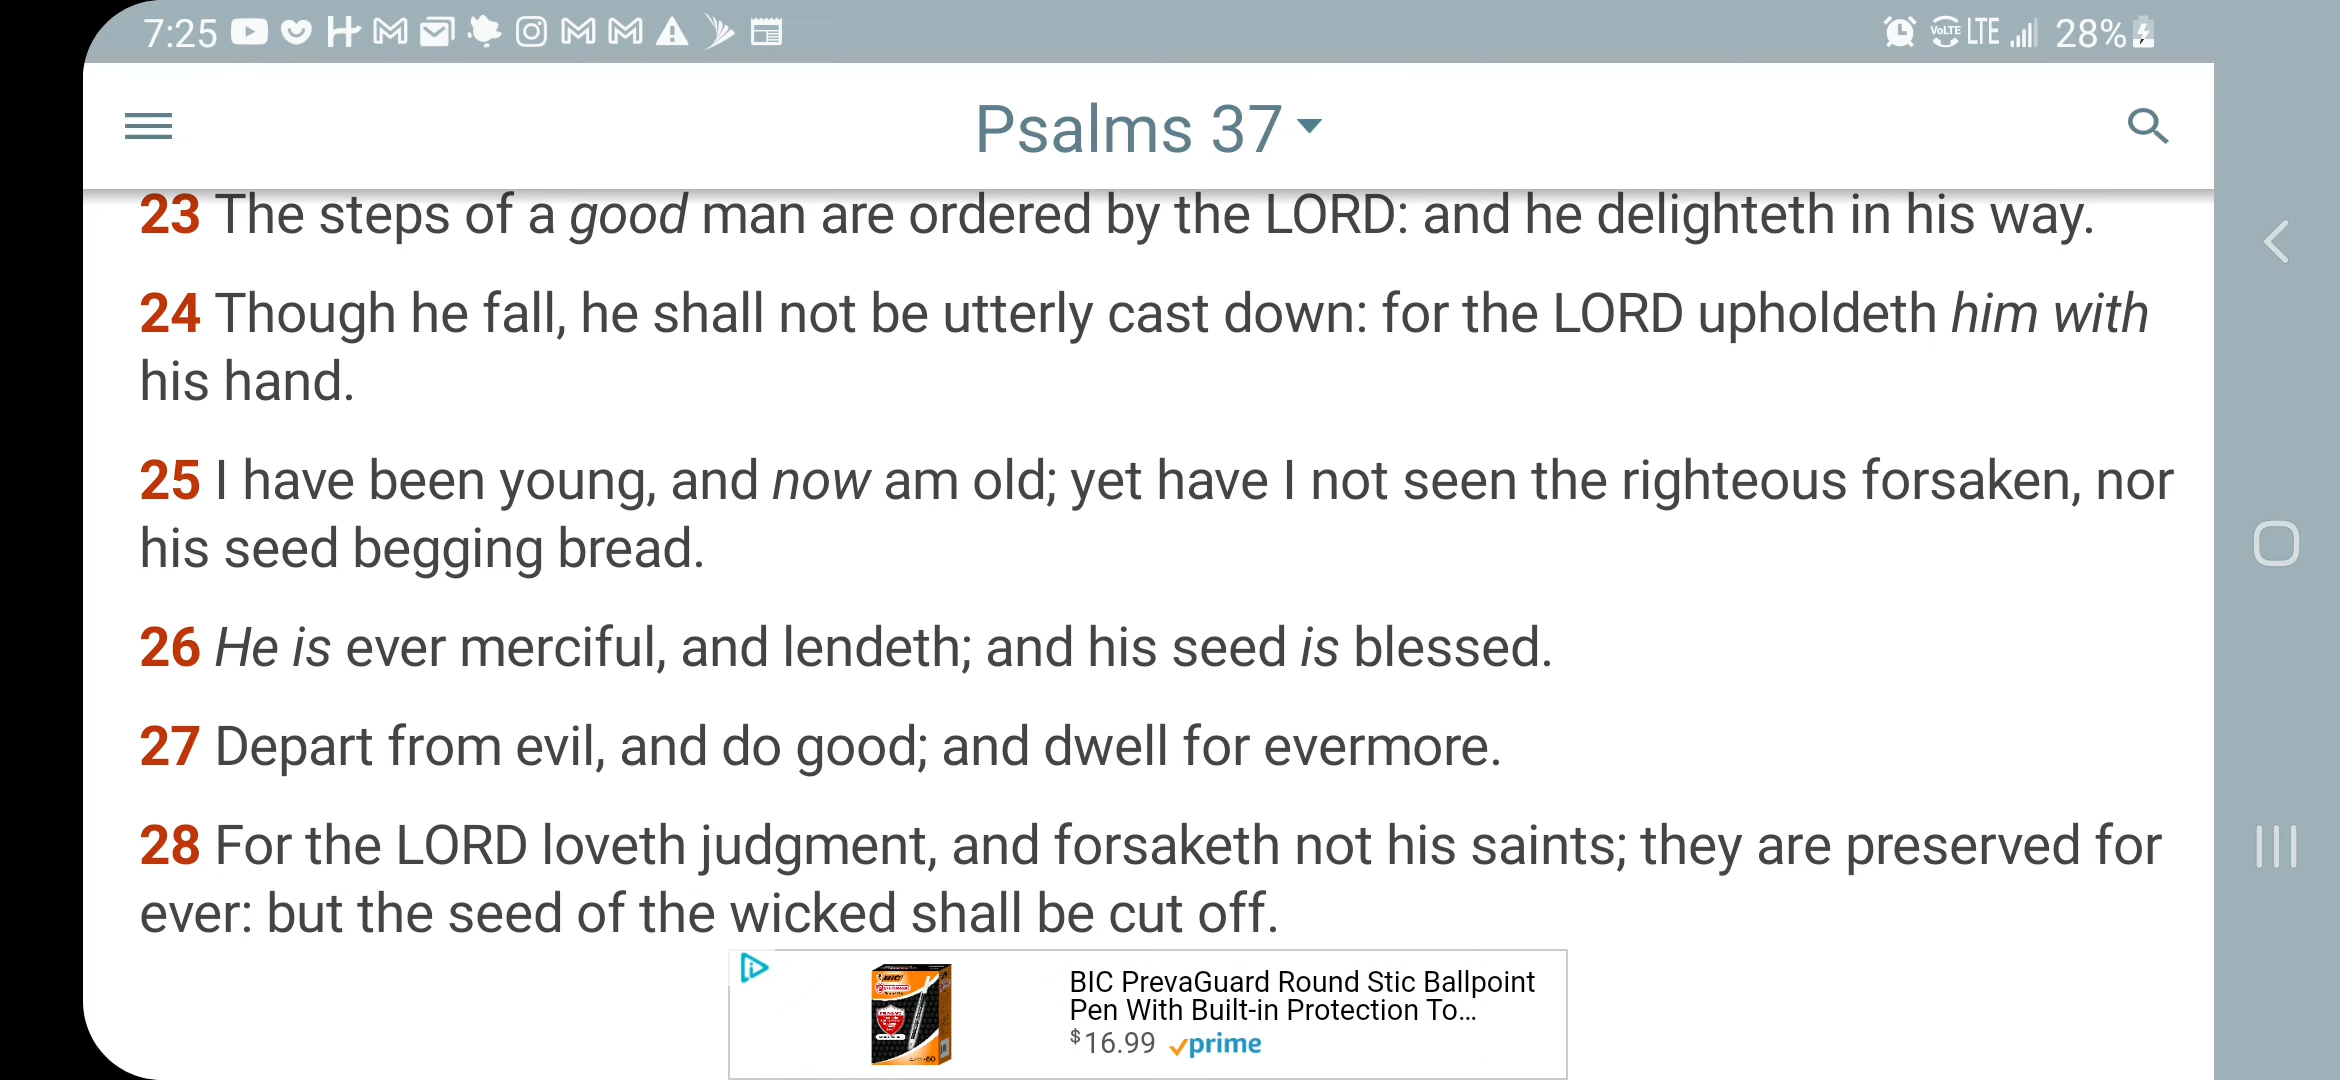 7:25
VoLTE LTE 28%
Psalms 37
23 The steps of a good man are ordered by the LORD: and he delighteth in his way.
24 Though he fall, he shall not be utterly cast down: for the LORD upholdeth him with
his hand.
25 I have been young, and now am old; yet have I not seen the righteous forsaken, nor
his seed begging bread.
26 He is ever merciful, and lendeth; and his seed is blessed.
27 Depart from evil, and do good; and dwell for evermore.
28 For the LORD loveth judgment, and forsaketh not his saints; they are preserved for
ever: but the seed of the wicked shall be cut off.
BIC
BIC PrevaGuard Round Stic Ballpoint
Pen With Built-in Protection To...
$16.99 prime